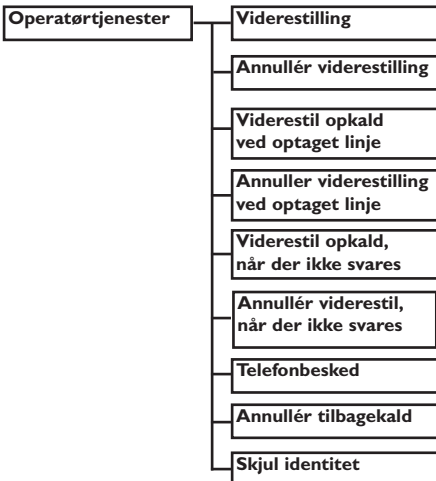 Operatørtjenester
Viderestilling
Annullér viderestilling
Viderestil opkald
ved optaget linje
Annuller viderestilling
ved optaget linje
Viderestil opkald,
når der ikke svares
Annullér viderestil,
når der ikke svares
Telefonbesked
Annullér tilbagekald
Skjul identitet